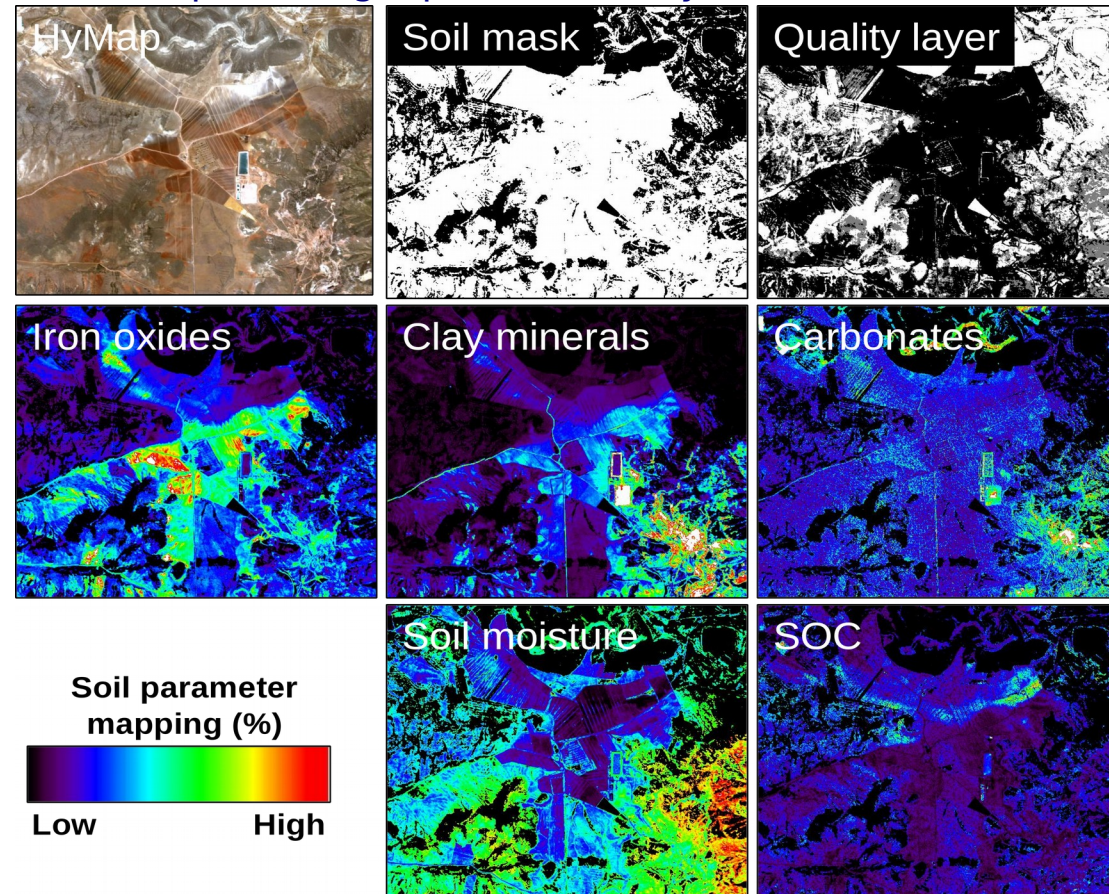 HyMap
Soil mask
Quality layer
Iron oxides
Clay minerals
Carbonates
Soil moisture
SOC
Soil parameter
mapping (%)
Low
High